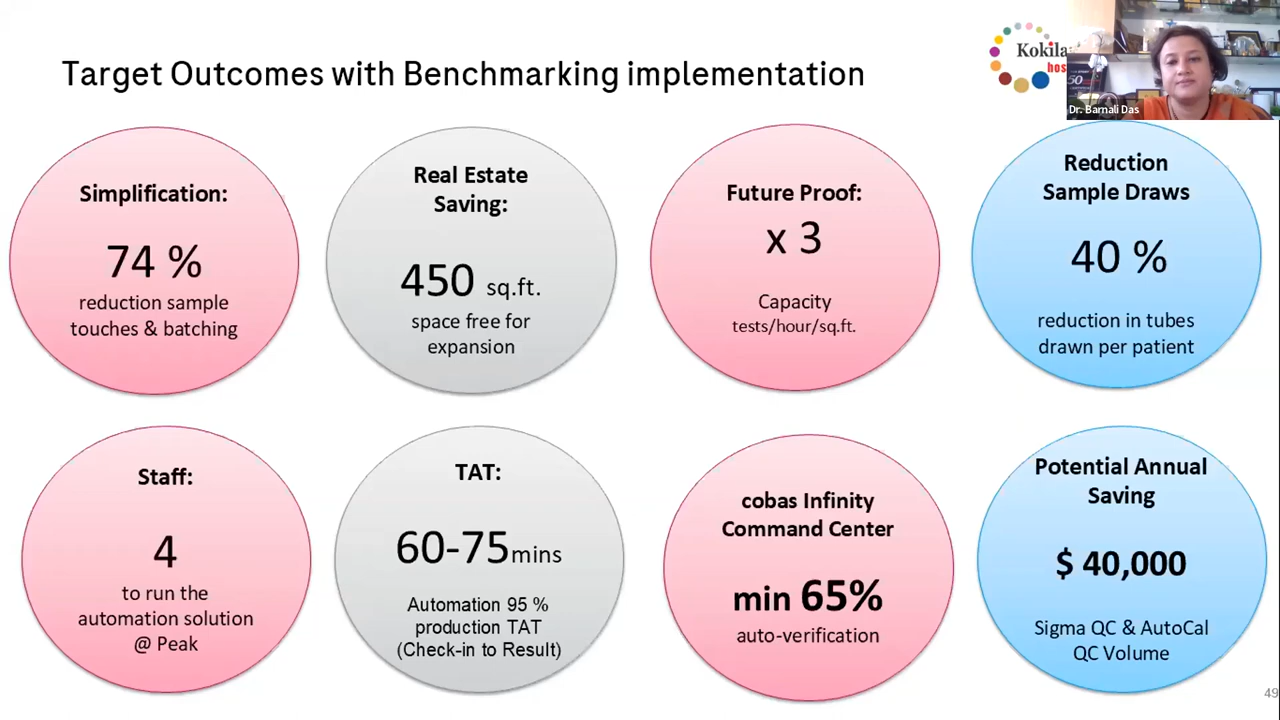 Target Outcomes with Benchmarking implementation
Kokila
hos
50
Dr. Barnali Das
Simplification:
74 %
reduction sample
touches & batching
Real Estate
Saving:
450 sq.ft.
space free for
expansion
Future Proof:
x 3
Capacity
tests/hour/sq.ft.
Reduction
Sample Draws
40 %
reduction in tubes
drawn per patient
Staff:
4
to run the
automation solution
@ Peak
TAT:
60-75mins
Automation 95 %
production TAT
(Check-in to Result)
cobas Infinity
Command Center
min 65%
auto-verification
Potential Annual
Saving
$ 40,000
Sigma QC & AutoCal
QC Volume
49